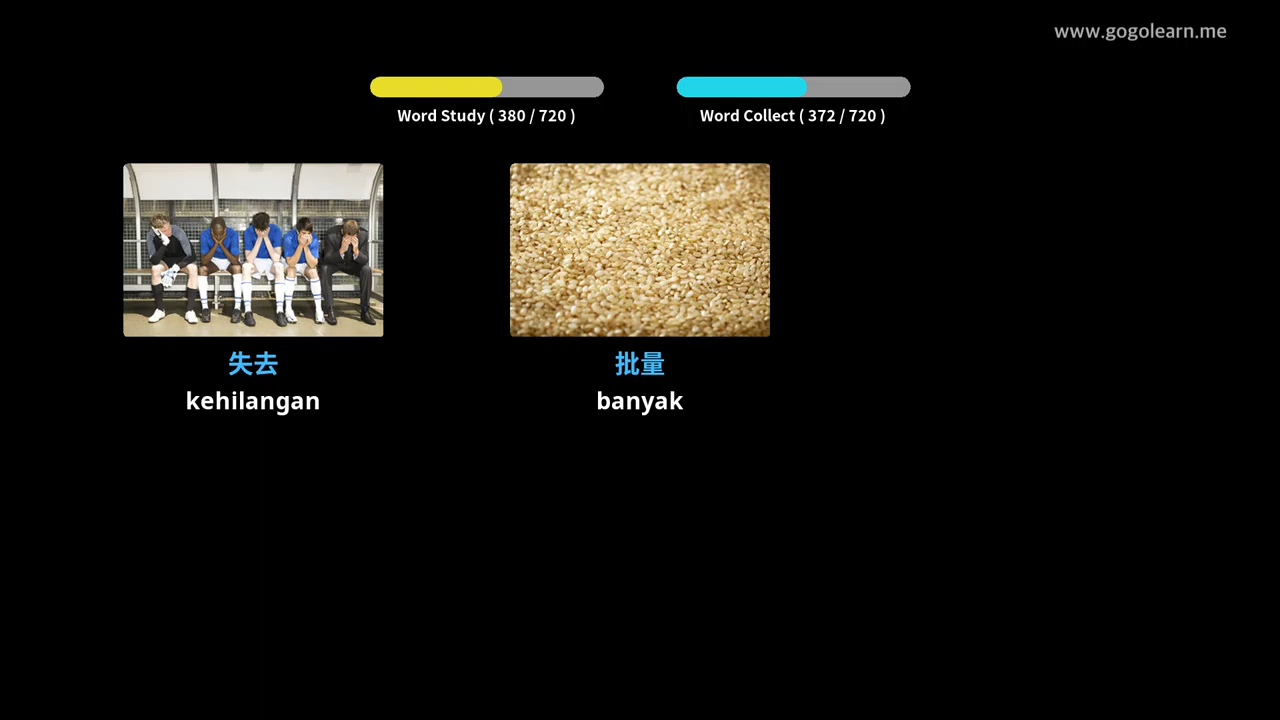 www.gogolearn.me
Word Study ( 380 / 720 )
Word Collect ( 372 / 720 )
失去
kehilangan
批量
banyak